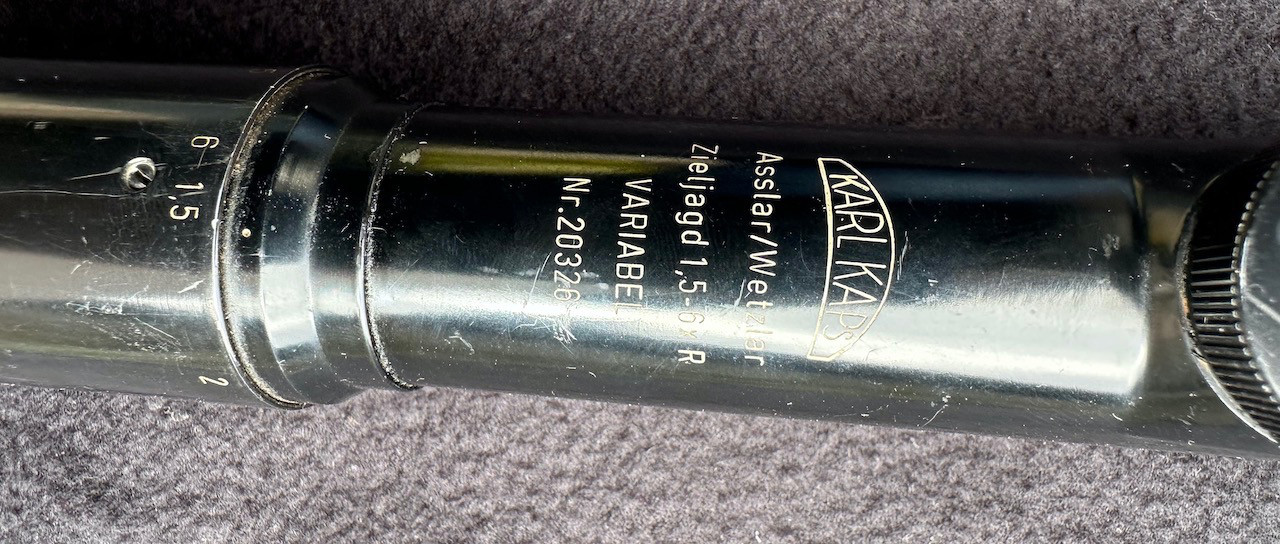 KARL KAPS
Asslar/Wetzlar
Zieljagd 1,5-6x R
VARIABEL
Nr.20326
6
1,5
2